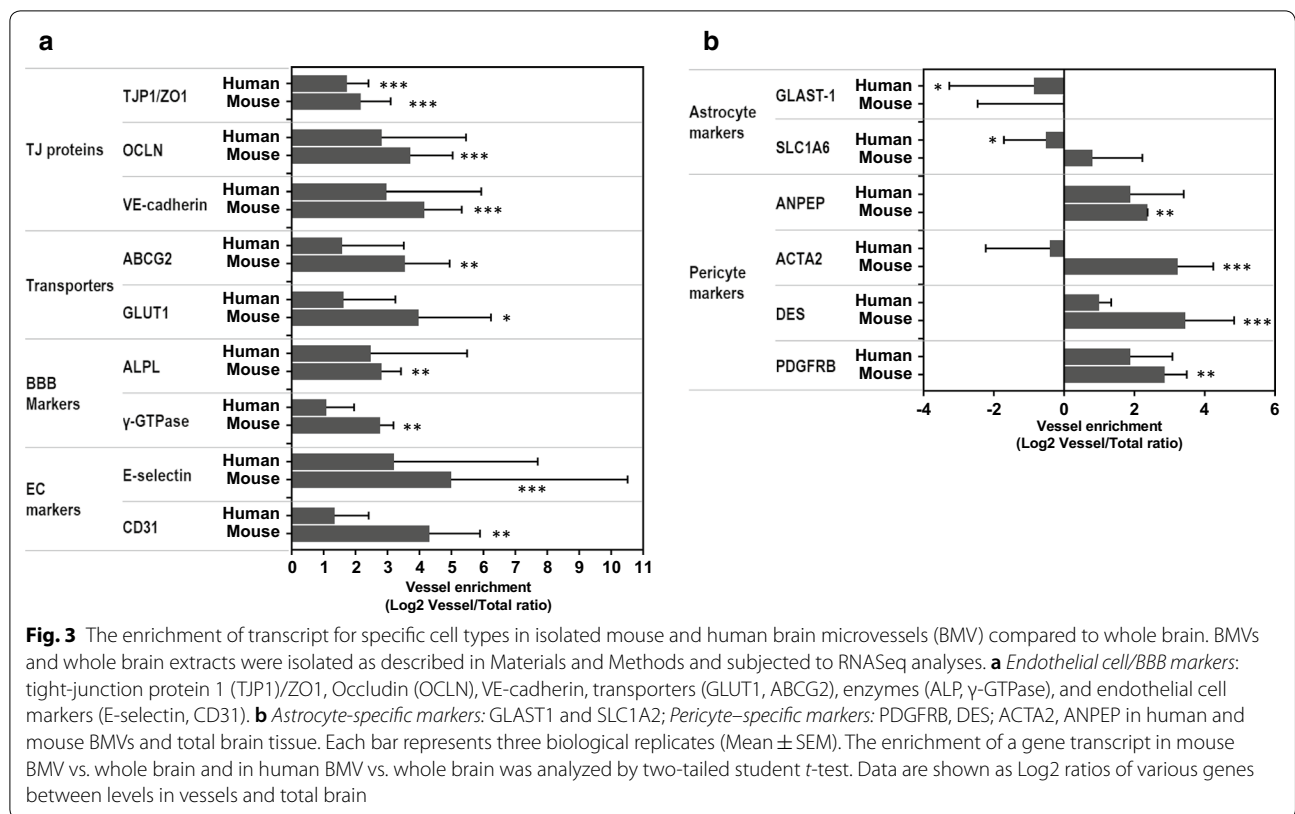 a
TJ proteins
TJP1/ZO1
Human ***
Mouse ***
OCLN
Human
Mouse ***
VE-cadherin
Human
Mouse ***
Transporters
ABCG2
Human
Mouse **
GLUT1
Human
Mouse *
BBB
Markers
ALPL
Human
Mouse **
γ-GTPase
Human
Mouse **
EC
markers
E-selectin
Human
Mouse ***
CD31
Human
Mouse **
0 1 2 3 4 5 6 7 8 9 10 11
Vessel enrichment
(Log2 Vessel/Total ratio)
b
Astrocyte
markers
GLAST-1
Human *
Mouse
SLC1A6
Human *
Mouse
Pericyte
markers
ANPEP
Human
Mouse **
ACTA2
Human
Mouse ***
DES
Human
Mouse ***
PDGFRB
Human
Mouse **
-4 -2 0 2 4 6
Vessel enrichment
(Log2 Vessel/Total ratio)
Fig. 3 The enrichment of transcript for specific cell types in isolated mouse and human brain microvessels (BMV) compared to whole brain. BMVs
and whole brain extracts were isolated as described in Materials and Methods and subjected to RNASeq analyses. a Endothelial cell/BBB markers:
tight-junction protein 1 (TJP1)/ZO1, Occludin (OCLN), VE-cadherin, transporters (GLUT1, ABCG2), enzymes (ALP, γ-GTPase), and endothelial cell
markers (E-selectin, CD31). b Astrocyte-specific markers: GLAST1 and SLC1A2; Pericyte–specific markers: PDGFRB, DES; ACTA2, ANPEP in human and
mouse BMVs and total brain tissue. Each bar represents three biological replicates (Mean ± SEM). The enrichment of a gene transcript in mouse
BMV vs. whole brain and in human BMV vs. whole brain was analyzed by two-tailed student t-test. Data are shown as Log2 ratios of various genes
between levels in vessels and total brain